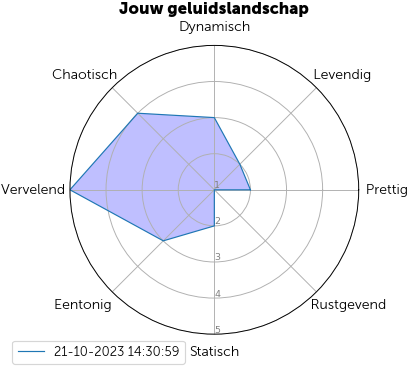 Jouw geluidslandschap
Dynamisch
Chaotisch
Levendig
Vervelend
1
Prettig
2
3
Eentonig
4
Rustgevend
5
21-10-2023 14:30:59
Statisch